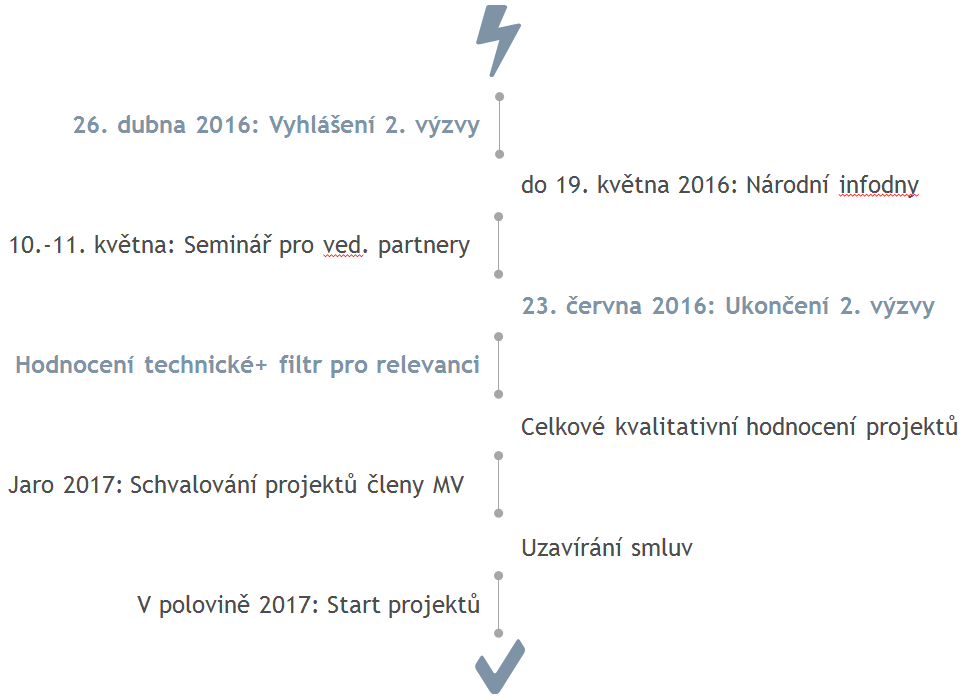 26. dubna 2016: Vyhlášení 2. výzvy
do 19. května 2016: Národní infodny
10.-11. května: Seminář pro ved. partnery
23. června 2016: Ukončení 2. výzvy
Hodnocení technické+ filtr pro relevanci
Celkové kvalitativní hodnocení projektů
Jaro 2017: Schvalování projektů členy MV
Uzavírání smluv
V polovině 2017: Start projektů